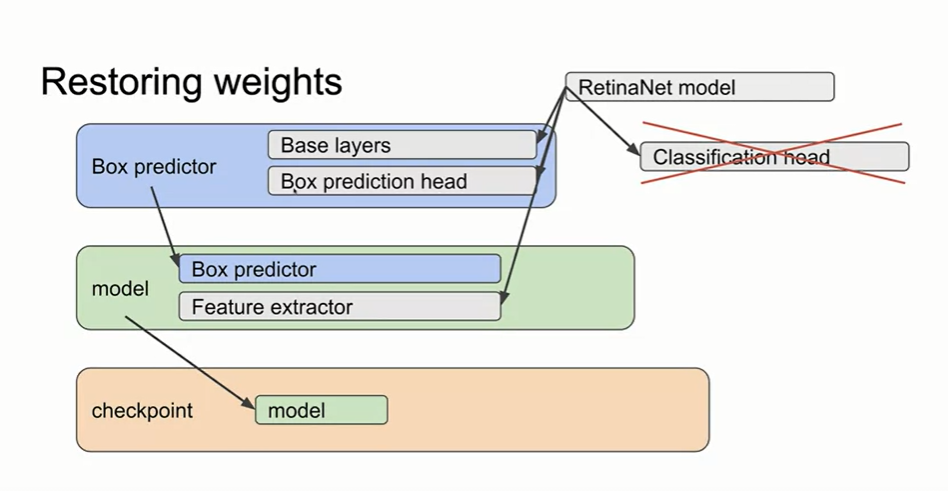 Restoring weights
RetinaNet model
Base layers
Classification head
Box predictor
Box prediction head
Box predictor
model
Feature extractor
checkpoint
model